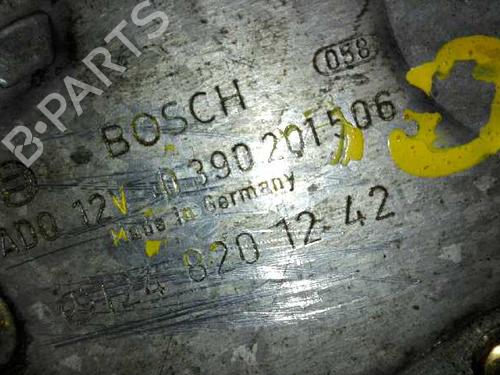 B-PARTS
058
BOSCH
ADO 12V 0 390 201 506
Made in Germany
820 12 42